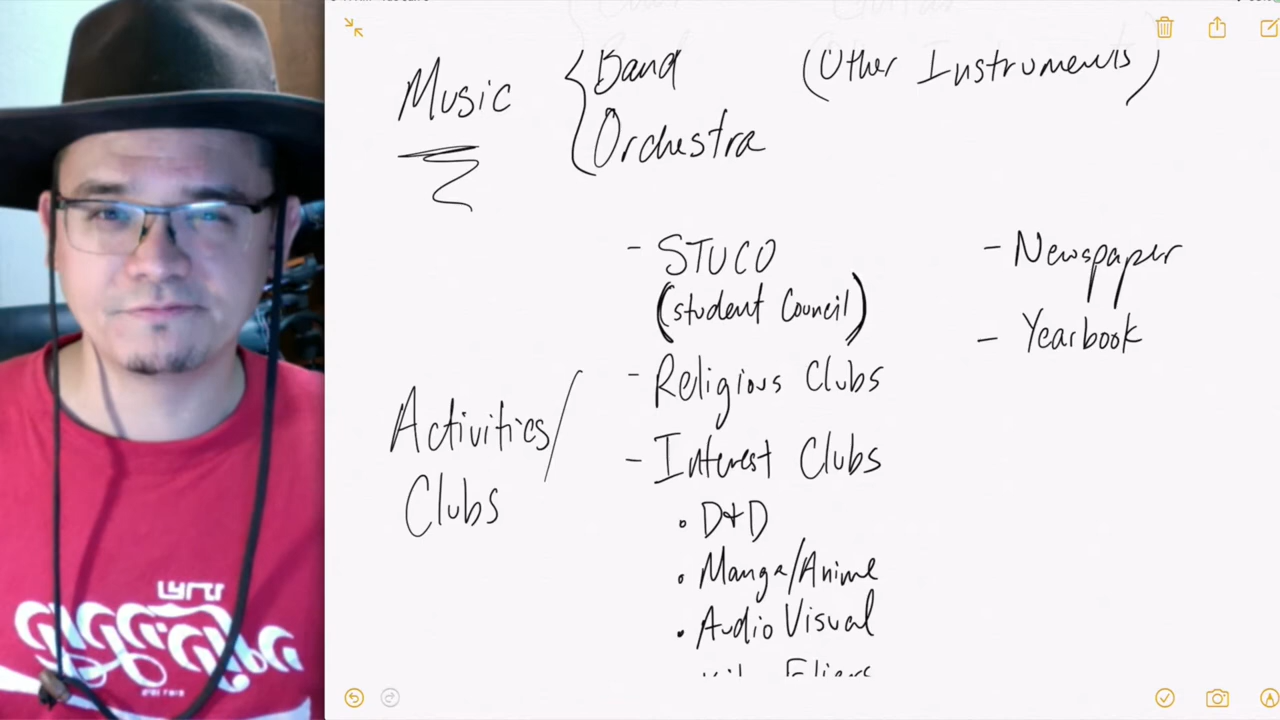 Music
Band
(Other Instruments)
Orchestra
Activities/
Clubs
- STUCO
(student Council)
- Religious Clubs
- Interest Clubs
• D+D
• Manga/Anime
• Audio Visual
- Newspaper
- Yearbook